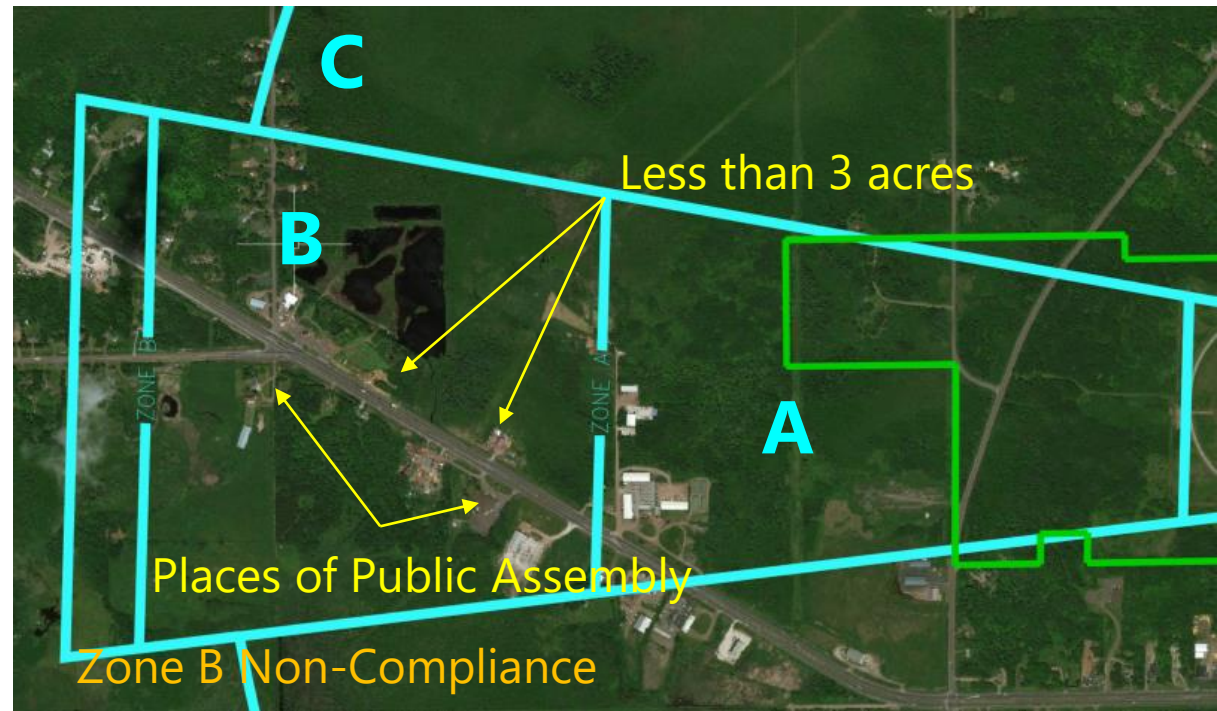 C
Less than 3 acres
B
ZONE B
ZONE A
A
Places of Public Assembly
Zone B Non-Compliance